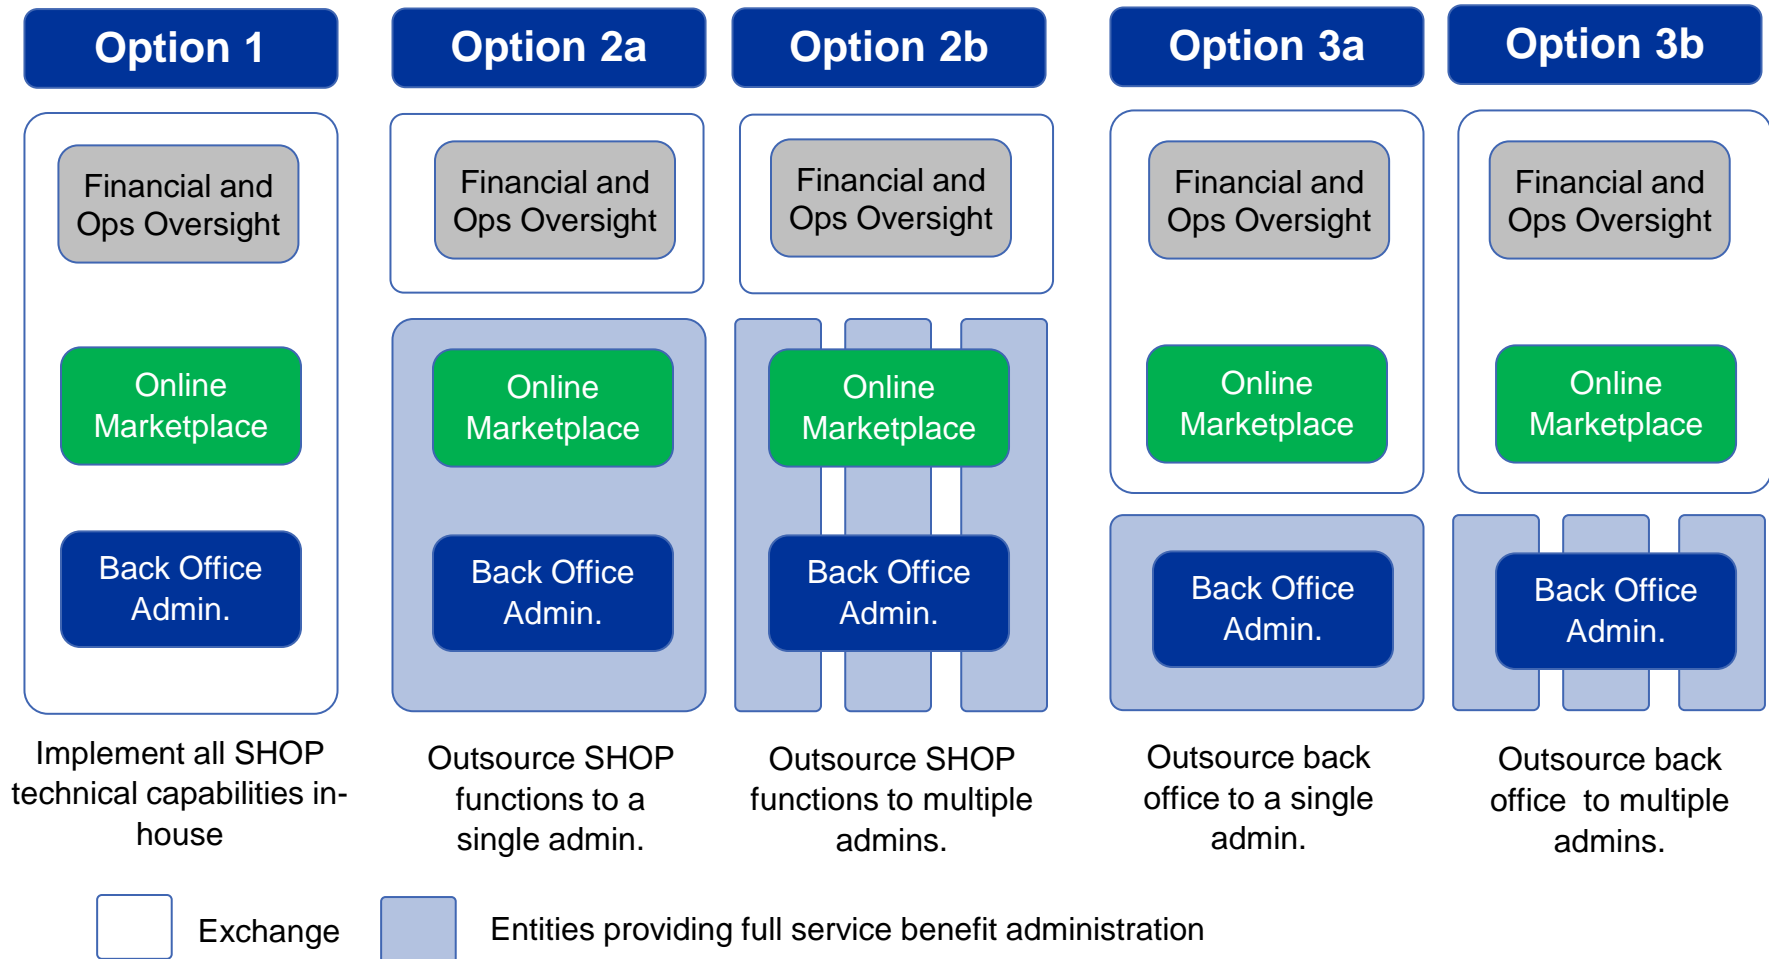 Option 1
Option 2a
Option 2b
Option 3a
Option 3b
Financial and
Ops Oversight
Financial and
Ops Oversight
Financial and
Ops Oversight
Financial and
Ops Oversight
Financial and
Ops Oversight
Online
Marketplace
Online
Marketplace
Online
Marketplace
Online
Marketplace
Online
Marketplace
Back Office
Admin.
Back Office
Admin.
Back Office
Admin.
Back Office
Admin.
Back Office
Admin.
Implement all SHOP
technical capabilities in-
house
Outsource SHOP
functions to a
single admin.
Outsource SHOP
functions to multiple
admins.
Outsource back
office to a single
admin.
Outsource back
office to multiple
admins.
Exchange
Entities providing full service benefit administration